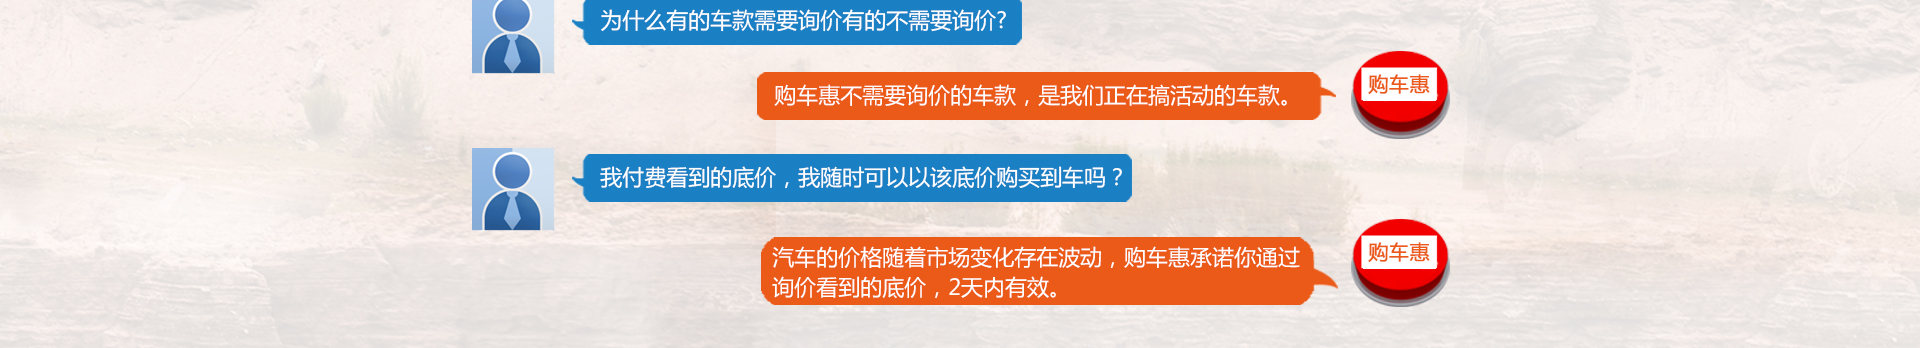 为什么有的车款需要询价有的不需要询价?
购车惠不需要询价的车款，是我们正在搞活动的车款。
购车惠
我付费看到的底价，我随时可以以该底价购买到车吗？
汽车的价格随着市场变化存在波动，购车惠承诺你通过
询价看到的底价，2天内有效。
购车惠